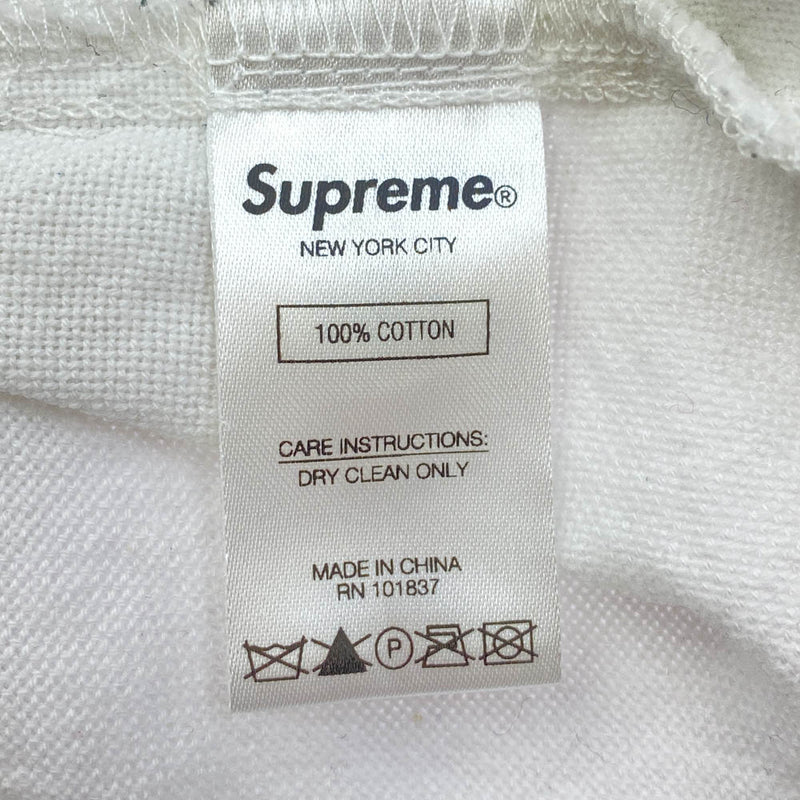 Supreme®
NEW YORK CITY
100% COTTON
CARE INSTRUCTIONS:
DRY CLEAN ONLY
MADE IN CHINA
RN 101837
P